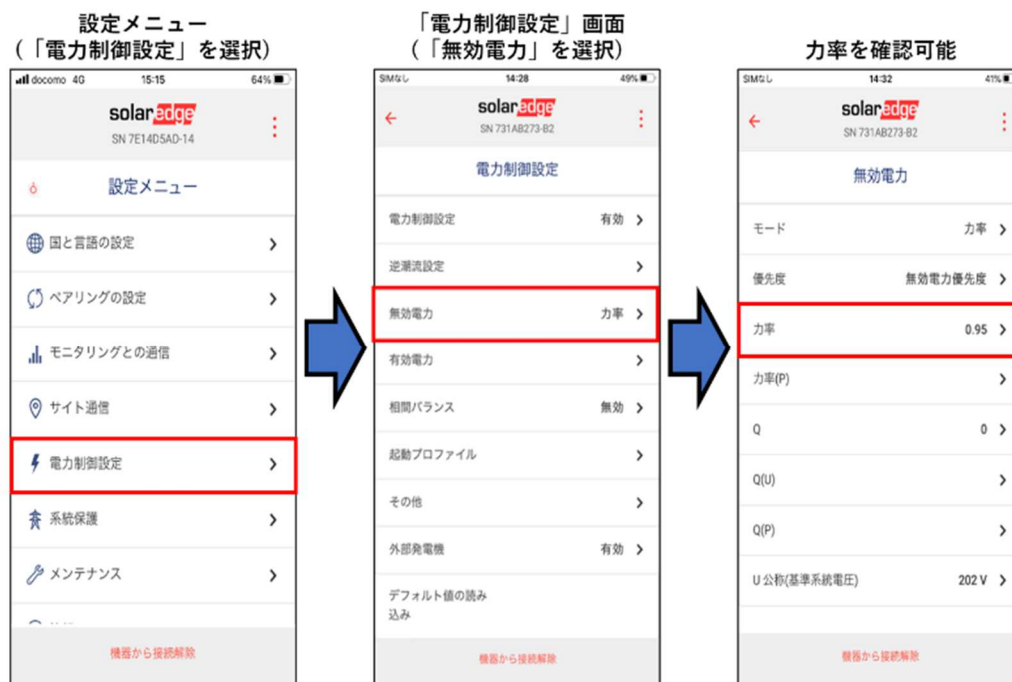 設定メニュー
(「電力制御設定」を選択)
docomo 4G 15:15 64%
solaredge
SN 7E14D5AD-14
設定メニュー
国と言語の設定
ペアリングの設定
モニタリングとの通信
サイト通信
電力制御設定
系統保護
メンテナンス
機器から接続解除
「電力制御設定」画面
(「無効電力」を選択)
SIMなし 14:28 49%
solaredge
SN 731AB273-B2
電力制御設定
電力制御設定 有効
逆潮流設定
無効電力 力率
有効電力
相間バランス 無効
起動プロファイル
その他
外部発電機 有効
デフォルト値の読み
込み
機器から接続解除
力率を確認可能
SIMなし 14:32 41%
solaredge
SN 731AB273-B2
無効電力
モード 力率
優先度 無効電力優先度
力率 0.95
力率(P)
Q 0
Q(U)
Q(P)
U 公称(基準系統電圧) 202 V
機器から接続解除